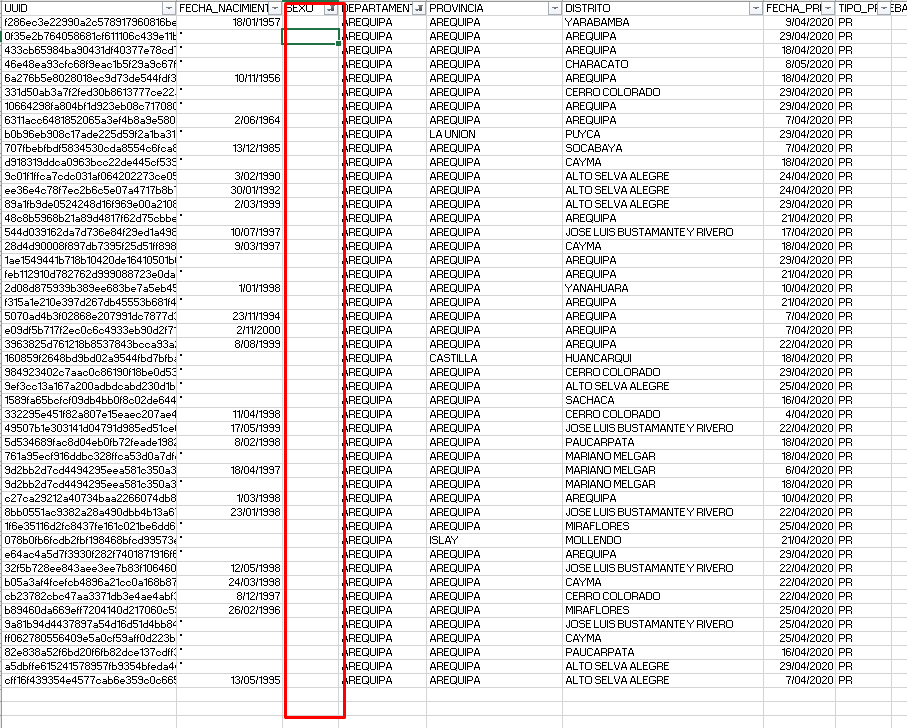 UUID FECHA_NACIMIENT SEXO DEPARTAMEN PROVINCIA DISTRITO FECHA_PR TIPO_PR EBA
f286ec3e22990a2c578917960816be 18/01/1957 AREQUIPA AREQUIPA YARABAMBA 9/04/2020 PR
0f35e2b764058681cf611106c439e11b " AREQUIPA AREQUIPA AREQUIPA 29/04/2020 PR
433cb65984ba90431df40377e78cd " AREQUIPA AREQUIPA AREQUIPA 18/04/2020 PR
46e48ea93cfc68f9eac1b5f29a9c67f " AREQUIPA AREQUIPA CHARACATO 8/05/2020 PR
6a276b5e8028018ec9d73de544fdf3 10/11/1956 AREQUIPA AREQUIPA AREQUIPA 18/04/2020 PR
331d50ab3a7f2fed30b8613777ce22 " AREQUIPA AREQUIPA CERRO COLORADO 29/04/2020 PR
10664298fa804bf1d923eb08c717080 " AREQUIPA AREQUIPA AREQUIPA 29/04/2020 PR
6311acc6481852065a3ef4b8a9e580 2/06/1964 AREQUIPA AREQUIPA AREQUIPA 7/04/2020 PR
b0b96eb908c17ade225d59f2a1ba31 " AREQUIPA LA UNION PUYCA 29/04/2020 PR
707fbebfbdf5834530cda8554c6fca8 13/12/1985 AREQUIPA AREQUIPA SOCABAYA 7/04/2020 PR
d918319ddca0963bcc22de445cf539 " AREQUIPA AREQUIPA CAYMA 18/04/2020 PR
9c01f1ffca7cdc031af064202273ce05 3/02/1990 AREQUIPA AREQUIPA ALTO SELVA ALEGRE 24/04/2020 PR
ee36e4c78f7ec2b6c5e07a4717b8b 30/01/1992 AREQUIPA AREQUIPA ALTO SELVA ALEGRE 24/04/2020 PR
89a1fb9de0524248d16f969e00a2108 2/03/1999 AREQUIPA AREQUIPA ALTO SELVA ALEGRE 29/04/2020 PR
48c8b5968b21a89d4817f62d75cbbe " AREQUIPA AREQUIPA AREQUIPA 21/04/2020 PR
544d039162da7d736e84f29ed1a498 10/07/1997 AREQUIPA AREQUIPA JOSE LUIS BUSTAMANTE Y RIVERO 17/04/2020 PR
28d4d90008f897db7395f25d51ff898 9/03/1997 AREQUIPA AREQUIPA CAYMA 18/04/2020 PR
1ae1549441b718b10420de16410501b " AREQUIPA AREQUIPA AREQUIPA 29/04/2020 PR
feb112910d782762d999088723e0da " AREQUIPA AREQUIPA AREQUIPA 21/04/2020 PR
2d08d875939b389ee683be7a5eb45 1/01/1998 AREQUIPA AREQUIPA YANAHUARA 10/04/2020 PR
f315a1e210e397d267db45553b681f4 " AREQUIPA AREQUIPA AREQUIPA 21/04/2020 PR
5070ad4b3f02868e207991dc7877d 23/11/1994 AREQUIPA AREQUIPA AREQUIPA 7/04/2020 PR
e09df5b717f2ec0c6c4933eb90d2f7 2/11/2000 AREQUIPA AREQUIPA AREQUIPA 7/04/2020 PR
3963825d761218b8537843bcca93a 8/08/1999 AREQUIPA AREQUIPA AREQUIPA 22/04/2020 PR
160859f2648bd9bd02a9544fbd7bfb " AREQUIPA CASTILLA HUANCARQUI 18/04/2020 PR
984923402c7aac0c86190f18be0d53 " AREQUIPA AREQUIPA CERRO COLORADO 29/04/2020 PR
9ef3cc13a167a200adbdcabd230d1b " AREQUIPA AREQUIPA ALTO SELVA ALEGRE 25/04/2020 PR
1589fa65bcfcf09db4bb0f8c02de644 " AREQUIPA AREQUIPA SACHACA 16/04/2020 PR
332295e451f82a807e15eaec207ae4 11/04/1998 AREQUIPA AREQUIPA CERRO COLORADO 4/04/2020 PR
49507b1e303141d04791d985ed51ce 17/05/1999 AREQUIPA AREQUIPA JOSE LUIS BUSTAMANTE Y RIVERO 22/04/2020 PR
5d534689fac8d04eb0fb72feade1982 8/02/1998 AREQUIPA AREQUIPA PAUCARPATA 18/04/2020 PR
761a95ecf916ddbc328ffca53d0a7df " AREQUIPA AREQUIPA MARIANO MELGAR 18/04/2020 PR
9d2bb2d7cd4494295eea581c350a3 18/04/1997 AREQUIPA AREQUIPA MARIANO MELGAR 6/04/2020 PR
9d2bb2d7cd4494295eea581c350a3 " AREQUIPA AREQUIPA MARIANO MELGAR 18/04/2020 PR
c27ca29212a40734baa2266074db8 1/03/1998 AREQUIPA AREQUIPA AREQUIPA 10/04/2020 PR
8bb0551ac9382a28a490dbb4b13a6 23/01/1998 AREQUIPA AREQUIPA JOSE LUIS BUSTAMANTE Y RIVERO 22/04/2020 PR
1f6e35116d2fc8437fe161c021be6dd6 " AREQUIPA AREQUIPA MIRAFLORES 25/04/2020 PR
078b0fb6fcdb2fbf198468bfcd99573 " AREQUIPA ISLAY MOLLENDO 21/04/2020 PR
e64ac4a5d7f3930f282f7401871916f " AREQUIPA AREQUIPA AREQUIPA 29/04/2020 PR
32f5b728ee843aee3ee7b83f106460 12/05/1998 AREQUIPA AREQUIPA JOSE LUIS BUSTAMANTE Y RIVERO 22/04/2020 PR
b05a3af4fcefcb4896a21cc0a168b87 24/03/1998 AREQUIPA AREQUIPA CAYMA 22/04/2020 PR
cb23782cbc47aa3371db3e4ae4abf 8/12/1997 AREQUIPA AREQUIPA CERRO COLORADO 22/04/2020 PR
b89460da669eff7204140d217060c5 26/02/1996 AREQUIPA AREQUIPA MIRAFLORES 25/04/2020 PR
9a81b94d4437897a54d16d51d4bb84 " AREQUIPA AREQUIPA JOSE LUIS BUSTAMANTE Y RIVERO 25/04/2020 PR
ff062780556409e5a0cf59aff0d223b " AREQUIPA AREQUIPA CAYMA 25/04/2020 PR
82e838a52f6bd20f6fb82dce137cdff " AREQUIPA AREQUIPA PAUCARPATA 16/04/2020 PR
a5dbffe615241578957fb9354bfeda4 " AREQUIPA AREQUIPA ALTO SELVA ALEGRE 29/04/2020 PR
cff16f439354e4577cab6e359c0c665 13/05/1995 AREQUIPA AREQUIPA ALTO SELVA ALEGRE 7/04/2020 PR